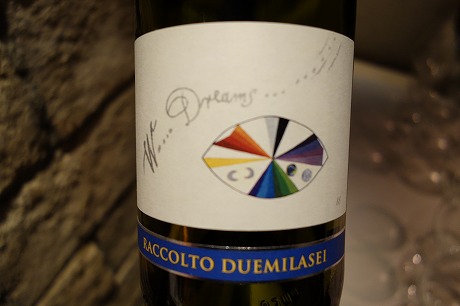 W.... Dreams... ....
RACCOLTO DUEMILASEI